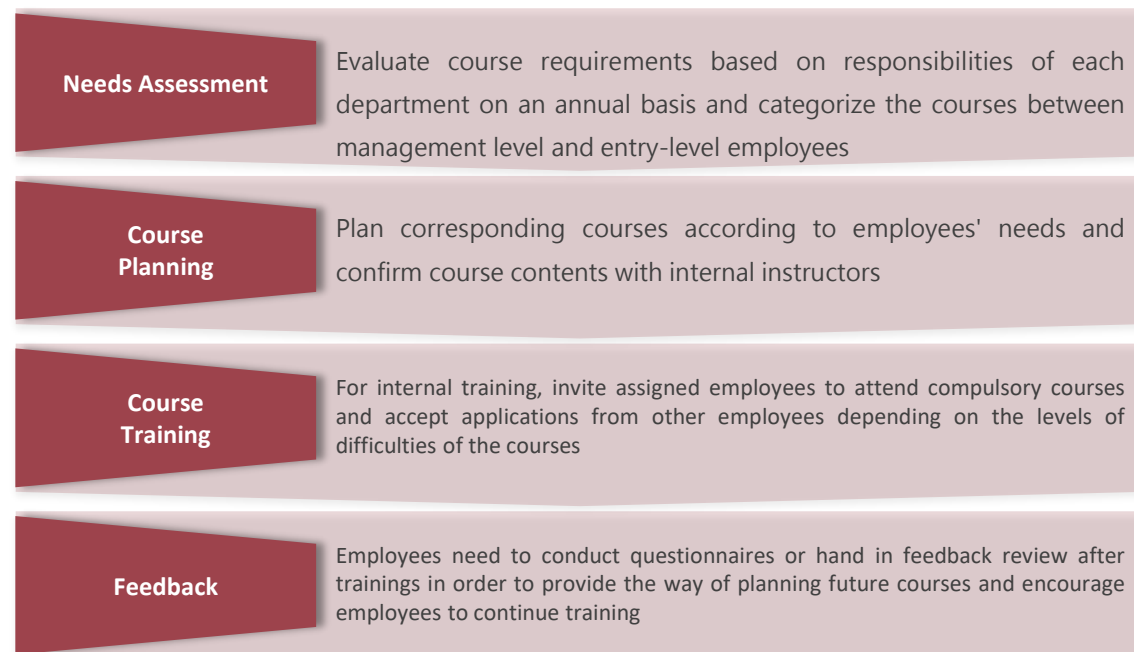 Needs Assessment
Evaluate course requirements based on responsibilities of each
department on an annual basis and categorize the courses between
management level and entry-level employees
Course
Planning
Plan corresponding courses according to employees' needs and
confirm course contents with internal instructors
Course
Training
For internal training, invite assigned employees to attend compulsory courses
and accept applications from other employees depending on the levels of
difficulties of the courses
Feedback
Employees need to conduct questionnaires or hand in feedback review after
trainings in order to provide the way of planning future courses and encourage
employees to continue training